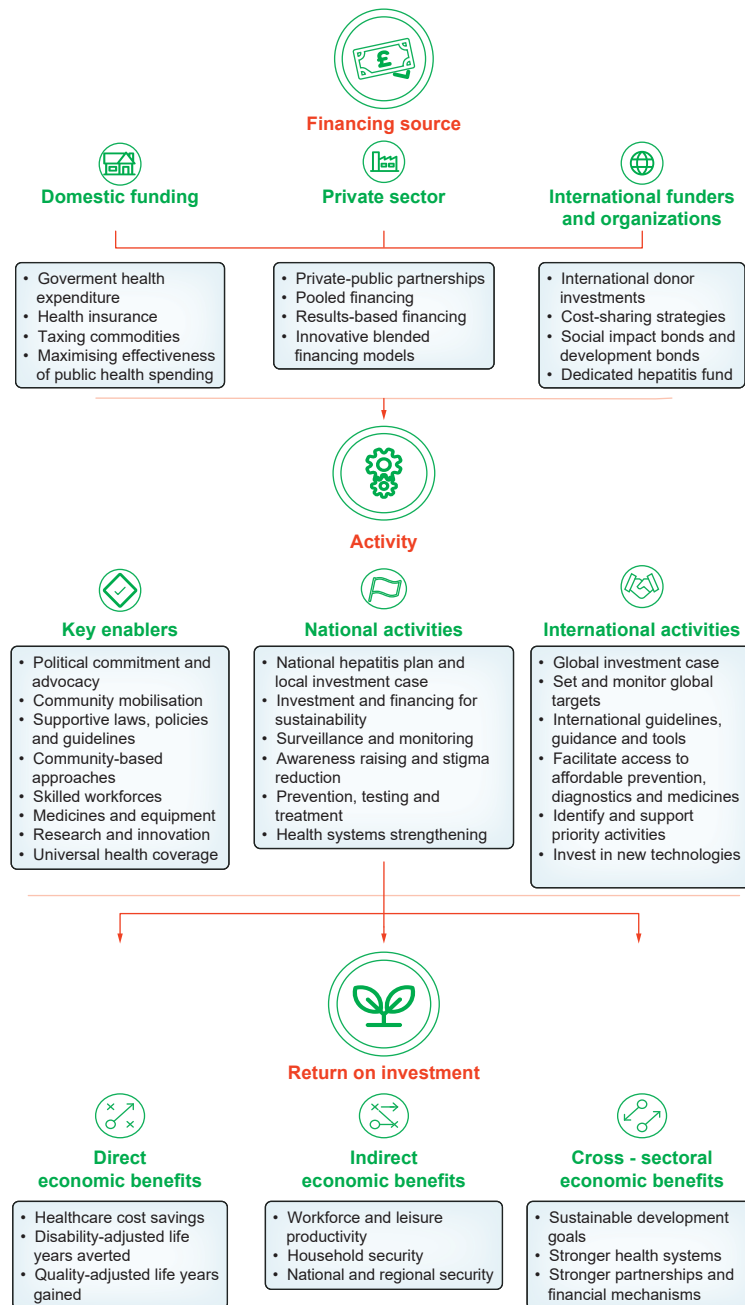 £
Financing source
Domestic funding
Private sector
International funders
and organizations
• Goverment health
expenditure
• Health insurance
• Taxing commodities
• Maximising effectiveness
of public health spending
• Private-public partnerships
• Pooled financing
• Results-based financing
• Innovative blended
financing models
• International donor
investments
• Cost-sharing strategies
• Social impact bonds and
development bonds
• Dedicated hepatitis fund
Activity
Key enablers
National activities
International activities
• Political commitment and
advocacy
• Community mobilisation
• Supportive laws, policies
and guidelines
• Community-based
approaches
• Skilled workforces
• Medicines and equipment
• Research and innovation
• Universal health coverage
• National hepatitis plan and
local investment case
• Investment and financing for
sustainability
• Surveillance and monitoring
• Awareness raising and stigma
reduction
• Prevention, testing and
treatment
• Health systems strengthening
• Global investment case
• Set and monitor global
targets
• International guidelines,
guidance and tools
• Facilitate access to
affordable prevention,
diagnostics and medicines
• Identify and support
priority activities
• Invest in new technologies
Return on investment
Direct
economic benefits
Indirect
economic benefits
Cross - sectoral
economic benefits
• Healthcare cost savings
• Disability-adjusted life
years averted
• Quality-adjusted life years
gained
• Workforce and leisure
productivity
• Household security
• National and regional security
• Sustainable development
goals
• Stronger health systems
• Stronger partnerships and
financial mechanisms